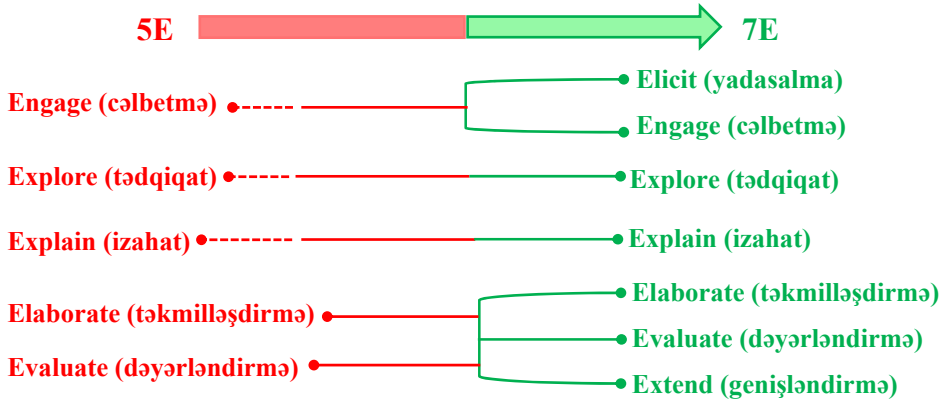 5E
7E
Engage (cəlbetmə)
Elicit (yadasalma)
Engage (cəlbetmə)
Explore (tədqiqat)
Explore (tədqiqat)
Explain (izahat)
Explain (izahat)
Elaborate (təkmilləşdirmə)
Evaluate (dəyərləndirmə)
Elaborate (təkmilləşdirmə)
Evaluate (dəyərləndirmə)
Extend (genişləndirmə)